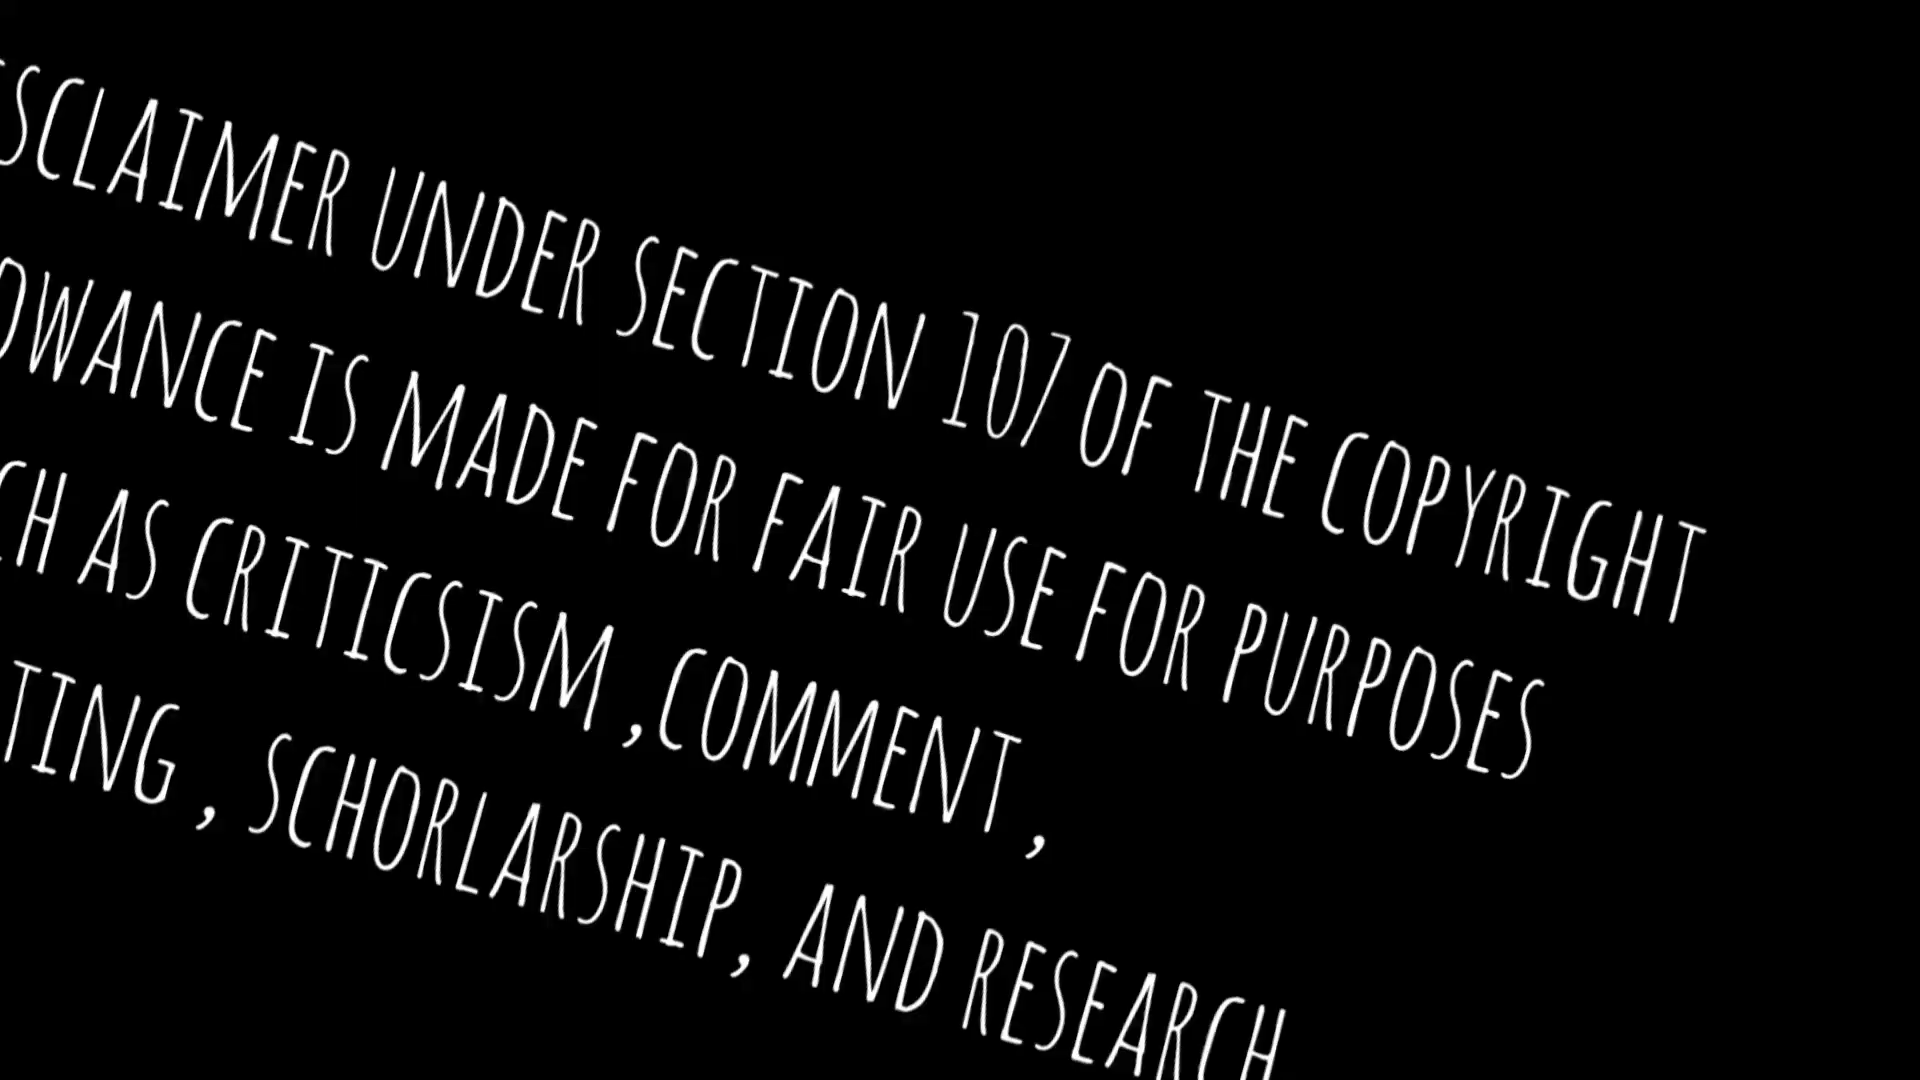 SCLAIMER UNDER SECTION 107 OF THE COPYRIGHT
OWANCE IS MADE FOR FAIR USE FOR PURPOSES
CH AS CRITICSISM ,COMMENT ,
TING , SCHORLARSHIP, AND RESEARCH